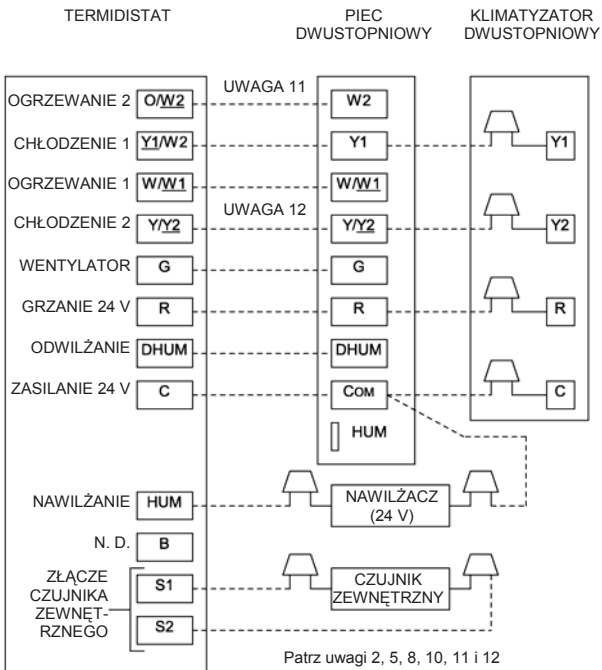 TERMIDISTAT
PIEC
DWUSTOPNIOWY
KLIMATYZATOR
DWUSTOPNIOWY
OGRZEWANIE 2 O/W2 UWAGA 11 W2
CHŁODZENIE 1 Y1/W2 Y1 Y1
OGRZEWANIE 1 W/W1 W/W1
CHŁODZENIE 2 Y/Y2 UWAGA 12 Y/Y2 Y2
WENTYLATOR G G
GRZANIE 24 V R R R
ODWILŻANIE DHUM DHUM
ZASILANIE 24 V C COM C
HUM
NAWILŻANIE HUM
NAWILŻACZ
(24 V)
N. D. B
ZŁĄCZE
CZUJNIKA
ZEWNĘT-
RZNEGO
S1
CZUJNIK
ZEWNĘTRZNY
S2
Patrz uwagi 2, 5, 8, 10, 11 i 12